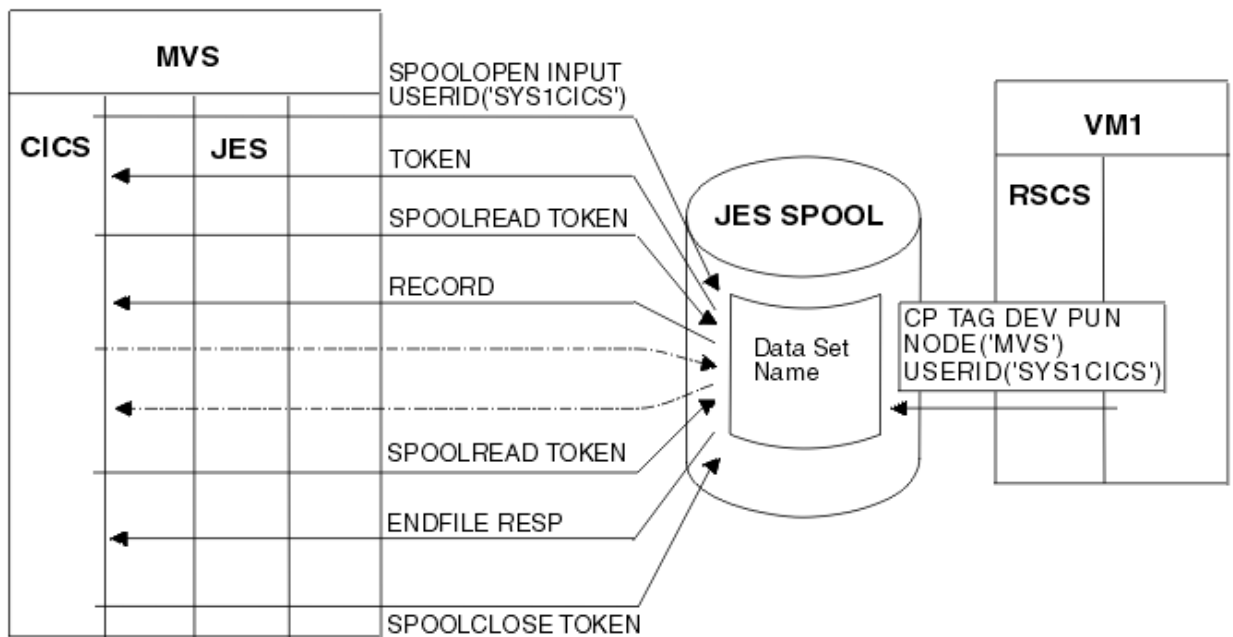 MVS
CICS
JES
SPOOLOPEN INPUT
USERID('SYS1CICS')
TOKEN
SPOOLREAD TOKEN
RECORD
SPOOLREAD TOKEN
ENDFILE RESP
SPOOLCLOSE TOKEN
JES SPOOL
Data Set
Name
VM1
RSCS
CP TAG DEV PUN
NODE('MVS')
USERID('SYS1CICS')